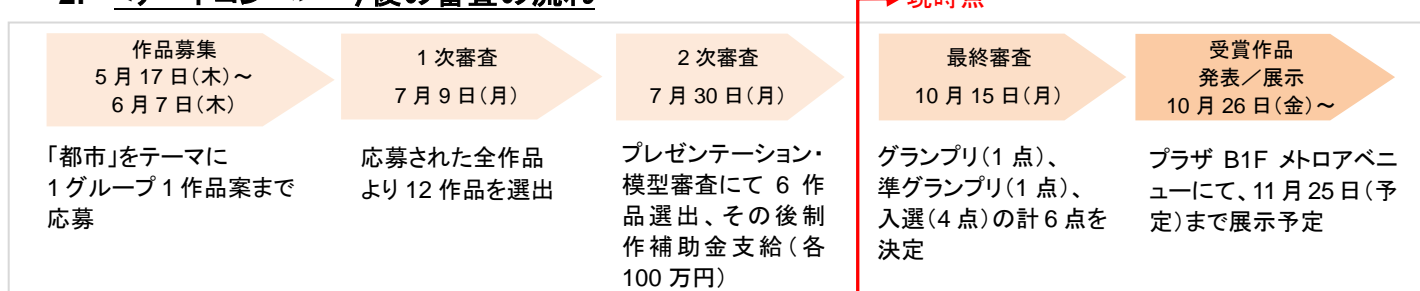 作品募集
5月17日(木)~
6月7日(木)
1次審査
7月9日(月)
2次審査
7月30日(月)
最終審査
10月15日(月)
受賞作品
発表/展示
10月26日(金)~
「都市」をテーマに
1グループ1作品案まで
応募
応募された全作品
より12作品を選出
プレゼンテーション・
模型審査にて 6 作
品選出、その後制
作補助金支給(各
100万円)
グランプリ(1点)、
準グランプリ(1点)、
入選(4点)の計6点を
決定
プラザ B1F メトロアベニ
ューにて、11月25日(予
定)まで展示予定